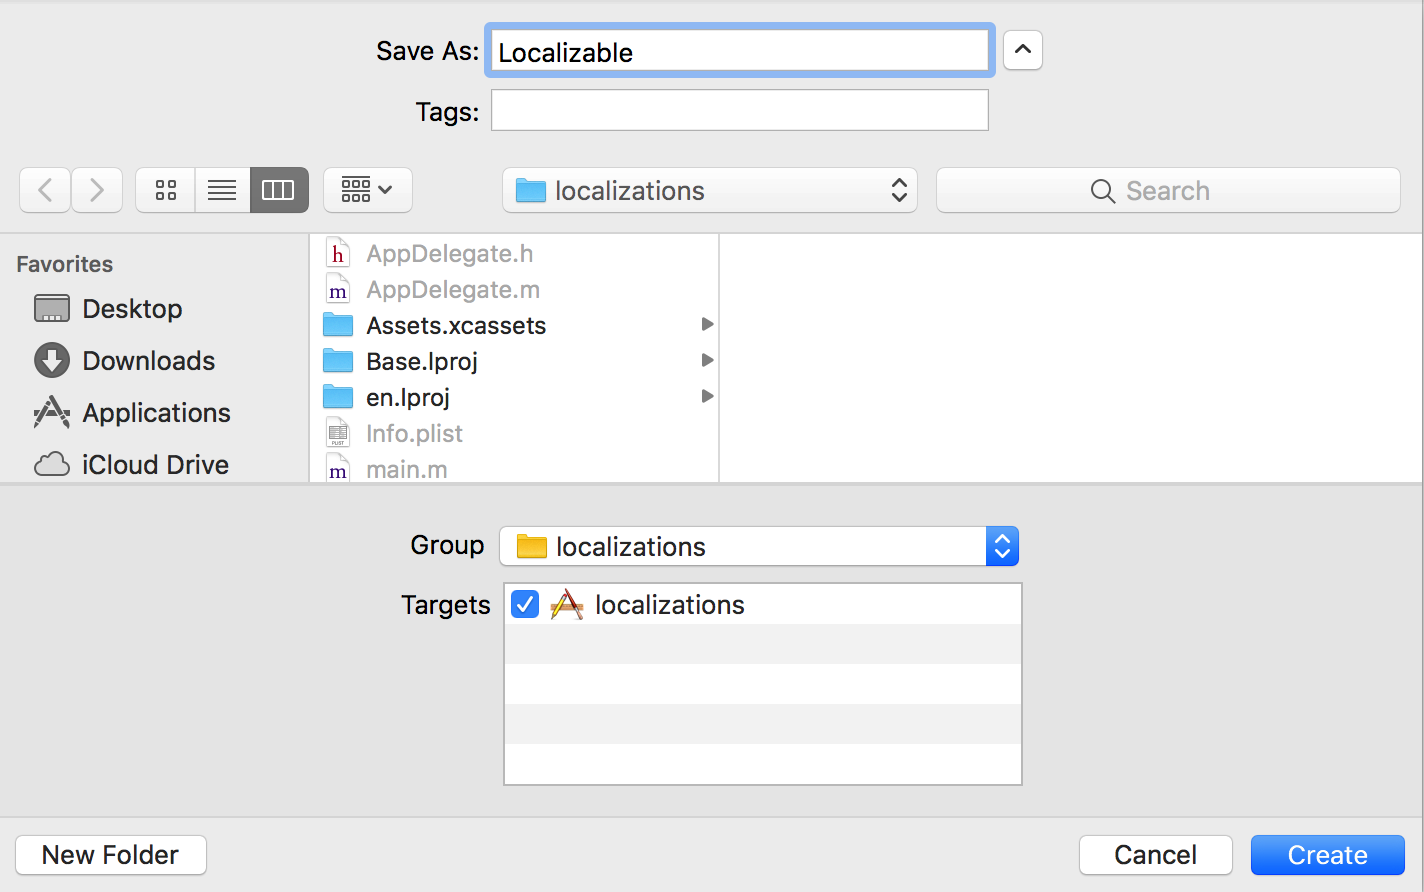 Save As: Localizable
Tags:
localizations
Search
Favorites
Desktop
Downloads
Applications
iCloud Drive
h AppDelegate.h
m AppDelegate.m
Assets.xcassets
Base.lproj
en.lproj
PLIST Info.plist
m main.m
Group localizations
Targets localizations
New Folder
Cancel
Create